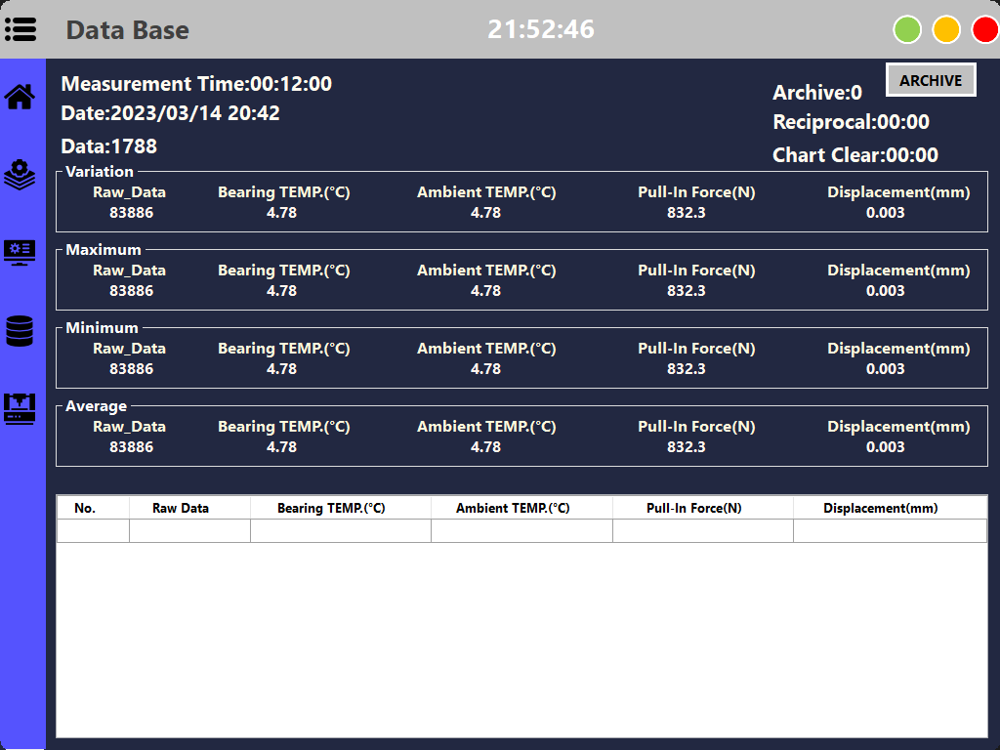 Data Base 21:52:46
Measurement Time:00:12:00
ARCHIVE
Archive:0
Date:2023/03/14 20:42
Reciprocal:00:00
Data:1788
Chart Clear:00:00
Variation
Raw_Data Bearing TEMP.(°C) Ambient TEMP.(°C) Pull-In Force(N) Displacement(mm)
83886 4.78 4.78 832.3 0.003
Maximum
Raw_Data Bearing TEMP.(°C) Ambient TEMP.(°C) Pull-In Force(N) Displacement(mm)
83886 4.78 4.78 832.3 0.003
Minimum
Raw_Data Bearing TEMP.(°C) Ambient TEMP.(°C) Pull-In Force(N) Displacement(mm)
83886 4.78 4.78 832.3 0.003
Average
Raw_Data Bearing TEMP.(°C) Ambient TEMP.(°C) Pull-In Force(N) Displacement(mm)
83886 4.78 4.78 832.3 0.003
No. Raw Data Bearing TEMP.(°C) Ambient TEMP.(°C) Pull-In Force(N) Displacement(mm)